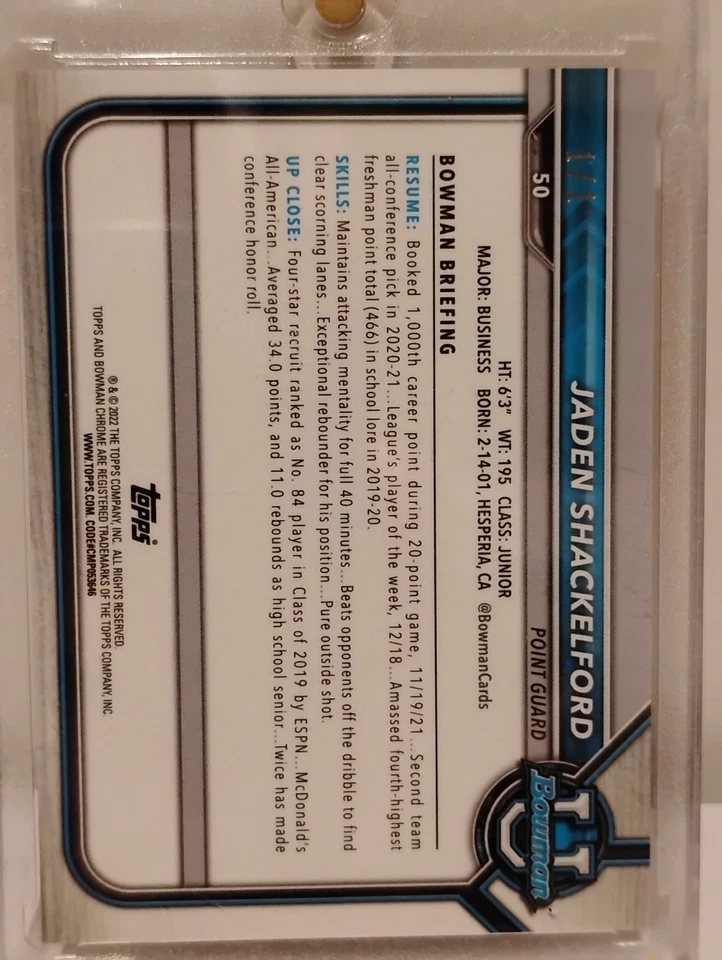 1/1
JADEN SHACKELFORD
50
POINT GUARD
Bowman
HT: 6'3" WT: 195 CLASS: JUNIOR
MAJOR: BUSINESS BORN: 2-14-01, HESPERIA, CA @BowmanCards
BOWMAN BRIEFING
RESUME: Booked 1,000th career point during 20-point game, 11/19/21...Second team
all-conference pick in 2020-21...League's player of the week, 12/18...Amassed fourth-highest
freshman point total (466) in school lore in 2019-20.
SKILLS: Maintains attacking mentality for full 40 minutes...Beats opponents off the dribble to find
clear scorning lanes...Exceptional rebounder for his position...Pure outside shot.
UP CLOSE: Four-star recruit ranked as No. 84 player in Class of 2019 by ESPN...McDonald's
All-American...Averaged 34.0 points, and 11.0 rebounds as high school senior...Twice has made
conference honor roll.
topps
® & © 2022 THE TOPPS COMPANY, INC. ALL RIGHTS RESERVED.
TOPPS AND BOWMAN CHROME ARE REGISTERED TRADEMARKS OF THE TOPPS COMPANY, INC.
WWW.TOPPS.COM. CODE#CMP053646